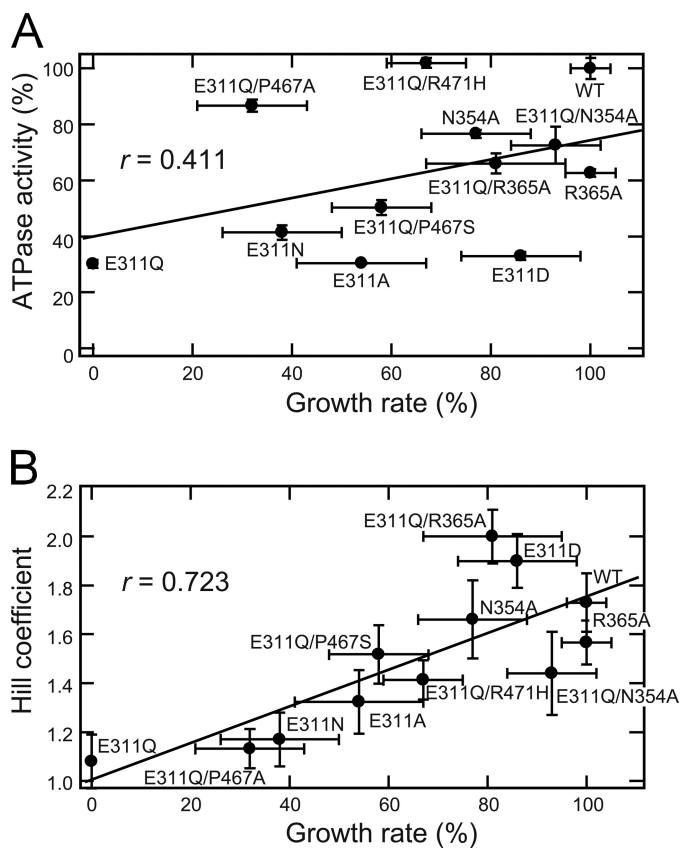 A
ATPase activity (%)
100
80
60
40
20
0
E311Q/P467A
E311Q/R471H
WT
N354A
E311Q/N354A
r = 0.411
E311Q/R365A
R365A
E311Q/P467S
E311N
E311Q
E311A
E311D
0
20
40
60
80
100
Growth rate (%)
B
Hill coefficient
2.2
2.0
1.8
1.6
1.4
1.2
1.0
E311Q/R365A
E311D
r = 0.723
WT
N354A
R365A
E311Q/P467S
E311Q/R471H
E311Q/N354A
E311N
E311A
E311Q
E311Q/P467A
0
20
40
60
80
100
Growth rate (%)